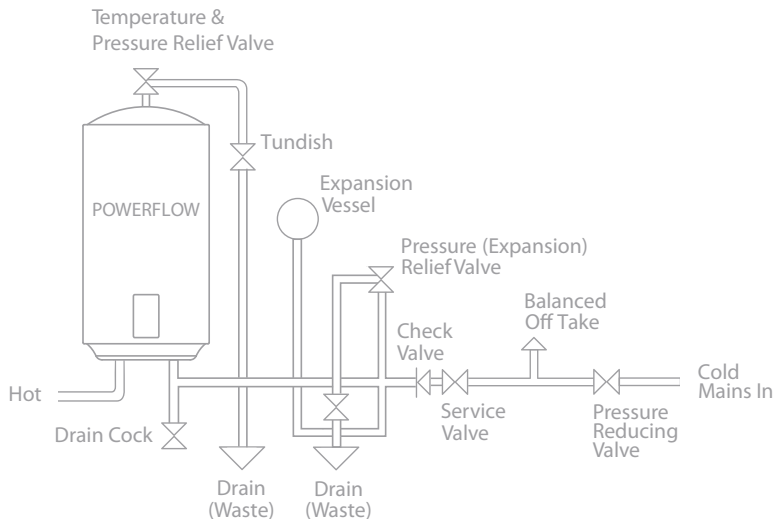 Temperature &
Pressure Relief Valve
Tundish
POWERFLOW
Expansion
Vessel
Pressure (Expansion)
Relief Valve
Balanced
Off Take
Check
Valve
Cold
Mains In
Hot
Drain Cock
Service
Valve
Pressure
Reducing
Valve
Drain
(Waste)
Drain
(Waste)